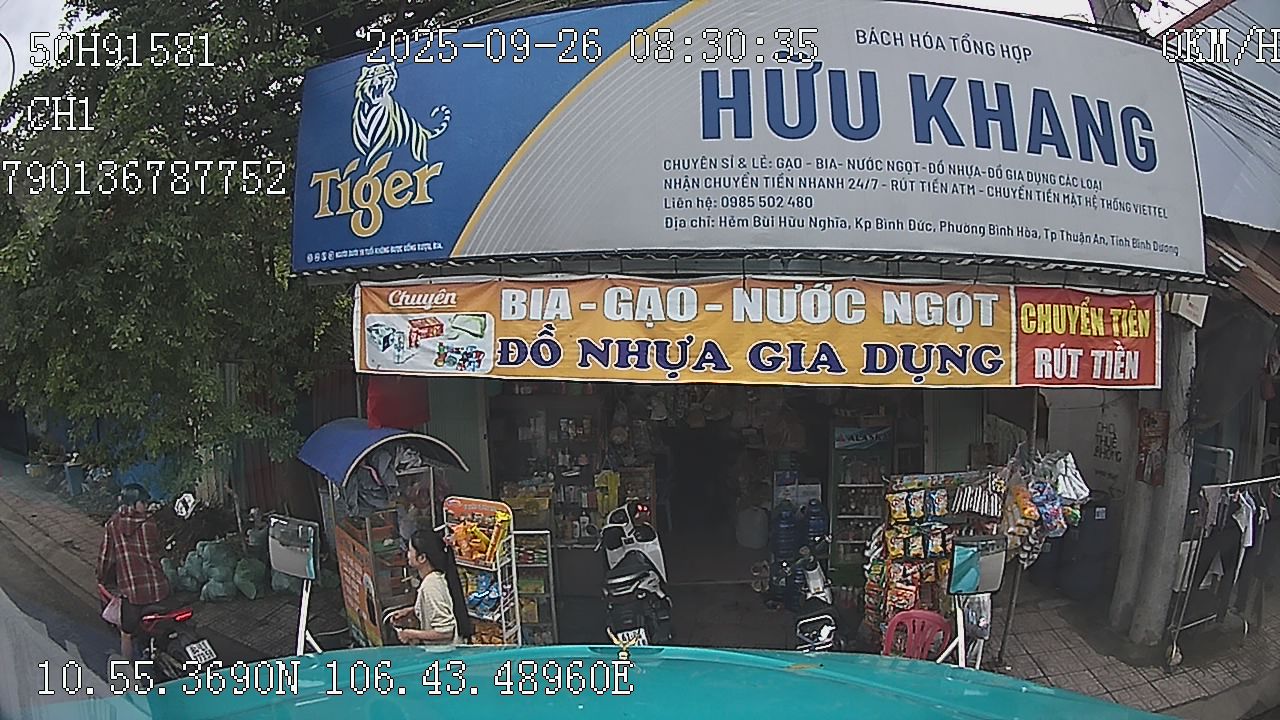 50H91581
2025-09-26 08:30:35
0KM/H
CH1
790136787752
BÁCH HÓA TỔNG HỢP
HỮU KHANG
Tiger
CHUYÊN SỈ & LẺ: GẠO - BIA- NƯỚC NGỌT-ĐỒ NHỰA-ĐỒ GIA DỤNG CÁC LOẠI
NHẬN CHUYỂN TIỀN NHANH 24/7 - RÚT TIỀN ATM - CHUYỂN TIỀN MẶT HỆ THỐNG VIETTEL
Liên hệ: 0985 502 480
Địa chỉ: Hẻm Bùi Hữu Nghĩa, Kp Bình Đức, Phường Bình Hòa, Tp Thuận An, Tỉnh Bình Dương
Chuyên
BIA - GẠO - NƯỚC NGỌT
ĐỒ NHỰA GIA DỤNG
CHUYỂN TIỀN
RÚT TIỀN
ALASKA
CHO
THUÊ
PHÒNG
10.55.3690N 106.43.48960E